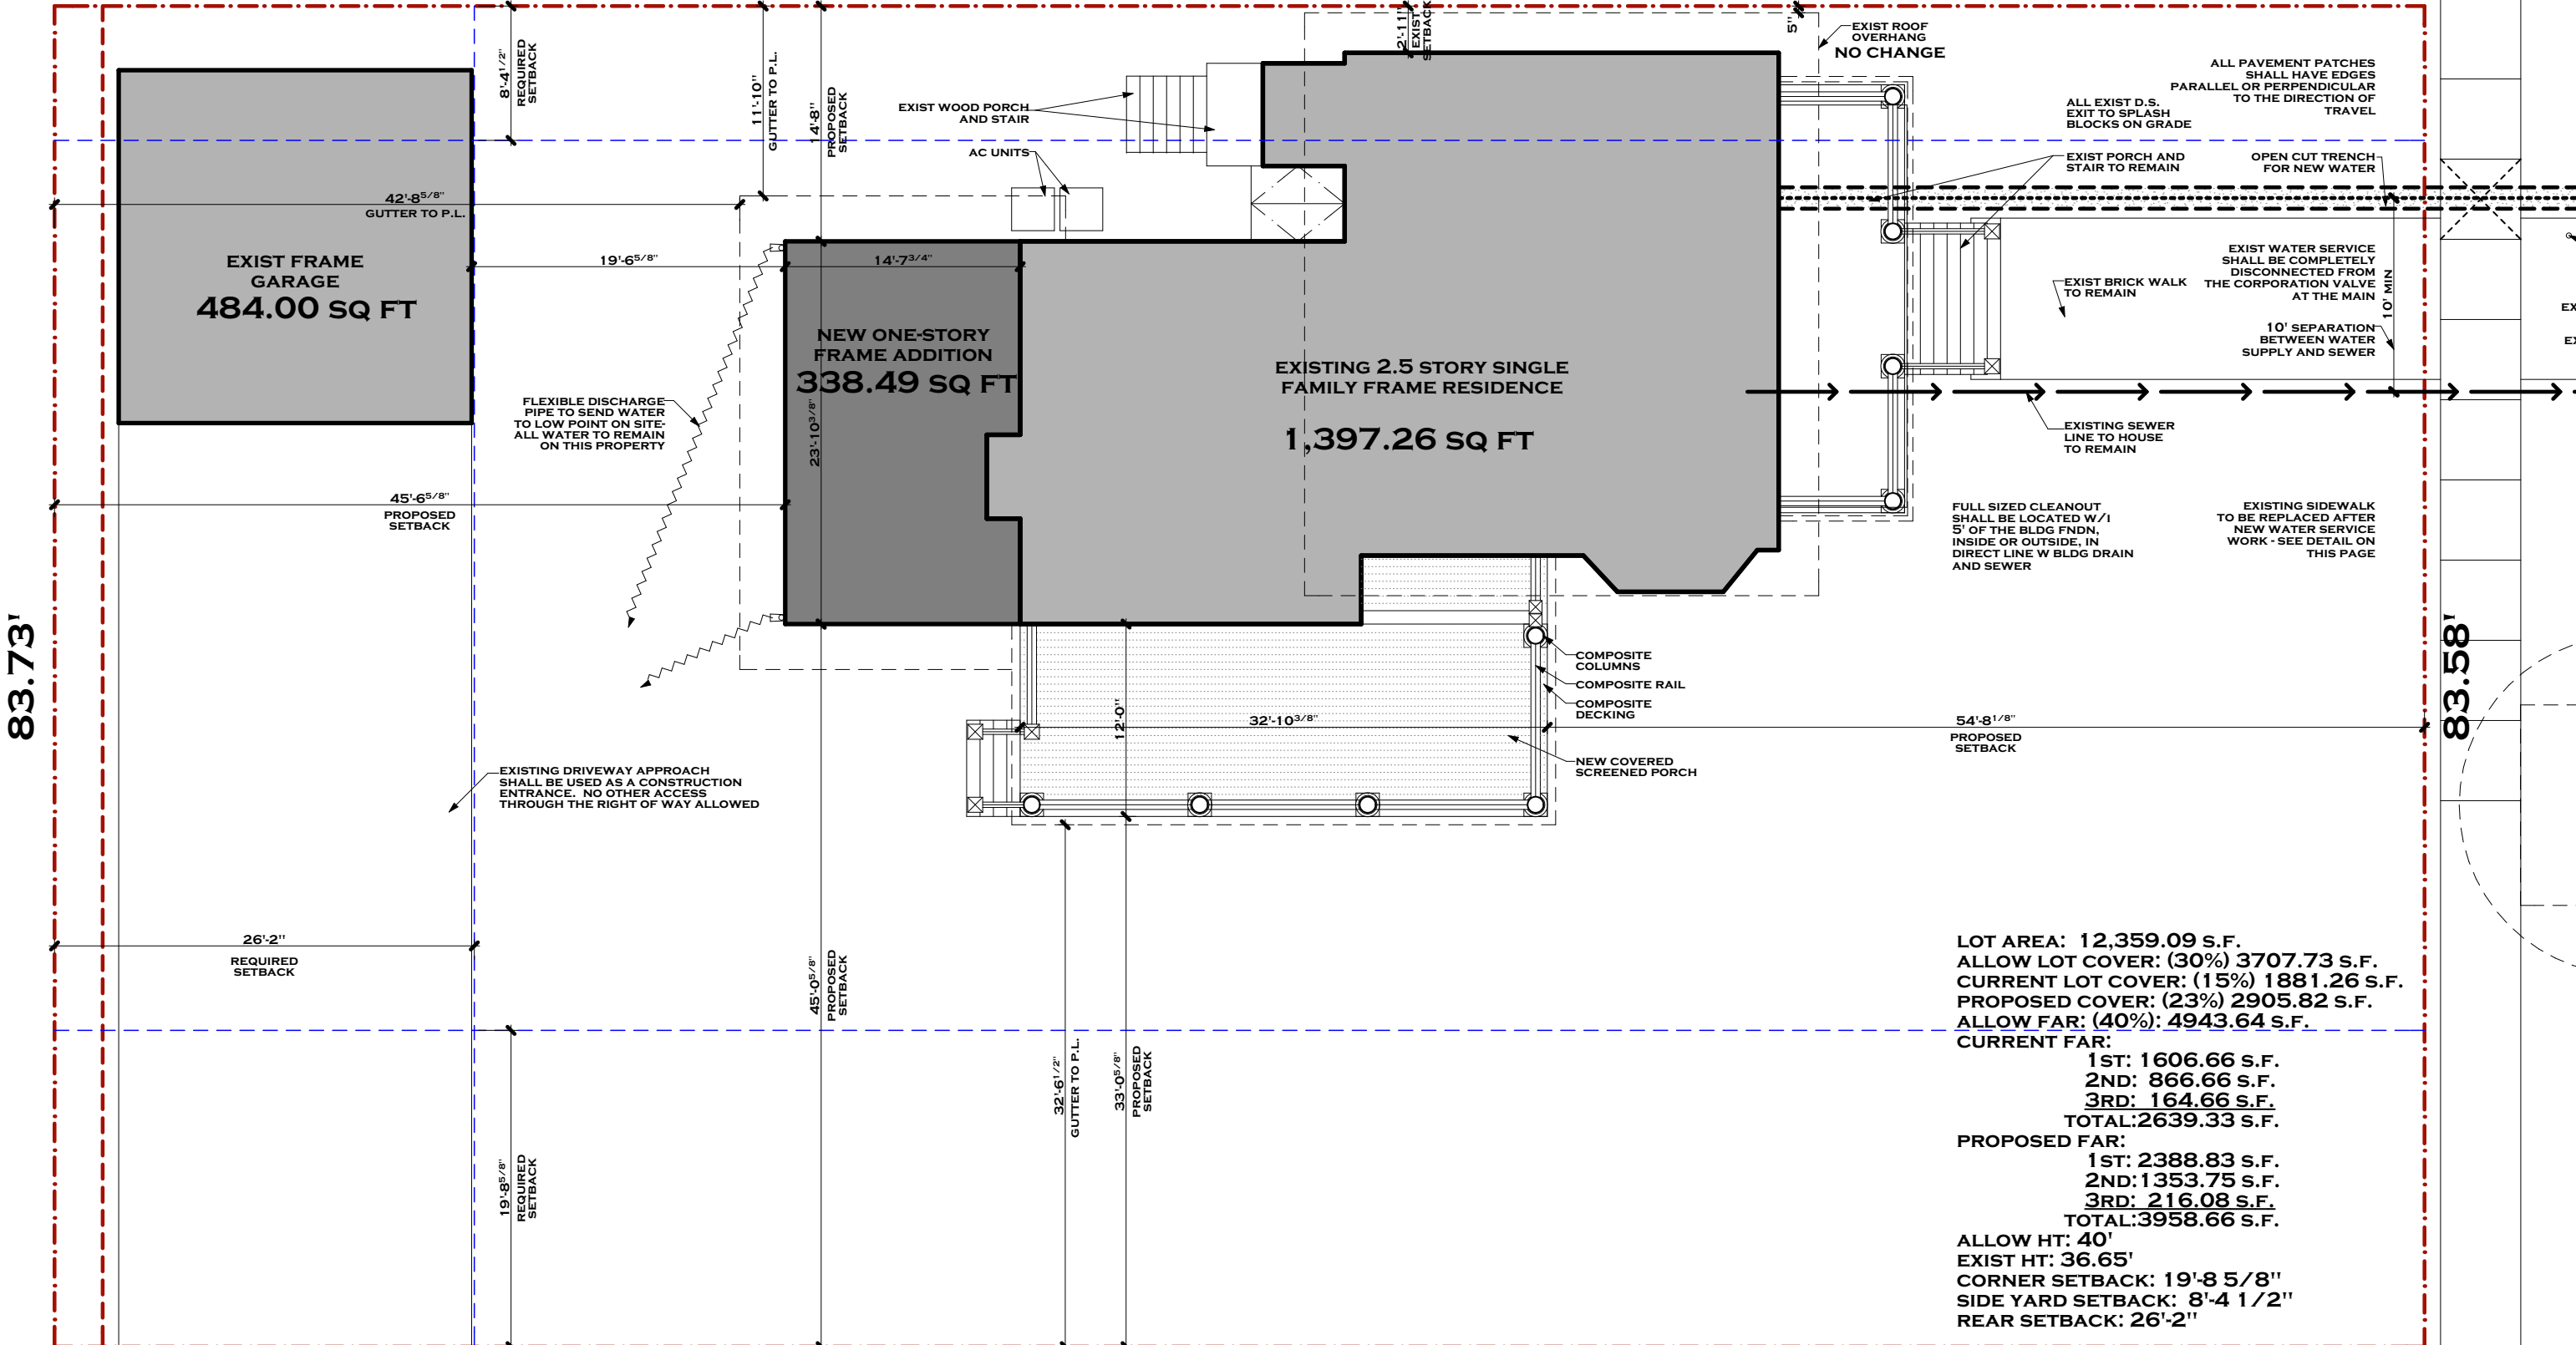 8'-4 1/2"
REQUIRED
SETBACK
11'-10"
GUTTER TO P.L.
14'-8"
PROPOSED
SETBACK
2'-11"
EXIST
SETBACK
5"
EXIST ROOF
OVERHANG
NO CHANGE
ALL PAVEMENT PATCHES
SHALL HAVE EDGES
PARALLEL OR PERPENDICULAR
TO THE DIRECTION OF
TRAVEL
ALL EXIST D.S.
EXIT TO SPLASH
BLOCKS ON GRADE
EXIST WOOD PORCH
AND STAIR
AC UNITS
EXIST PORCH AND
STAIR TO REMAIN
OPEN CUT TRENCH
FOR NEW WATER
42'-8 5/8"
GUTTER TO P.L.
EXIST FRAME
GARAGE
484.00 SQ FT
19'-6 5/8"
14'-7 3/4"
EXIST WATER SERVICE
SHALL BE COMPLETELY
DISCONNECTED FROM
THE CORPORATION VALVE
AT THE MAIN
10' MIN
EXIST BRICK WALK
TO REMAIN
10' SEPARATION
BETWEEN WATER
SUPPLY AND SEWER
NEW ONE-STORY
FRAME ADDITION
338.49 SQ FT
23'-10 3/8"
EXISTING 2.5 STORY SINGLE
FAMILY FRAME RESIDENCE
1,397.26 SQ FT
FLEXIBLE DISCHARGE
PIPE TO SEND WATER
TO LOW POINT ON SITE-
ALL WATER TO REMAIN
ON THIS PROPERTY
EXISTING SEWER
LINE TO HOUSE
TO REMAIN
45'-6 5/8"
PROPOSED
SETBACK
FULL SIZED CLEANOUT
SHALL BE LOCATED W/I
5' OF THE BLDG FNDN,
INSIDE OR OUTSIDE, IN
DIRECT LINE W BLDG DRAIN
AND SEWER
EXISTING SIDEWALK
TO BE REPLACED AFTER
NEW WATER SERVICE
WORK - SEE DETAIL ON
THIS PAGE
83.73'
83.58'
COMPOSITE
COLUMNS
COMPOSITE RAIL
COMPOSITE
DECKING
12'-0"
32'-10 3/8"
54'-8 1/8"
PROPOSED
SETBACK
NEW COVERED
SCREENED PORCH
EXISTING DRIVEWAY APPROACH
SHALL BE USED AS A CONSTRUCTION
ENTRANCE. NO OTHER ACCESS
THROUGH THE RIGHT OF WAY ALLOWED
26'-2"
REQUIRED
SETBACK
45'-0 5/8"
PROPOSED
SETBACK
32'-6 1/2"
GUTTER TO P.L.
33'-0 5/8"
PROPOSED
SETBACK
19'-8 5/8"
REQUIRED
SETBACK
LOT AREA: 12,359.09 S.F.
ALLOW LOT COVER: (30%) 3707.73 S.F.
CURRENT LOT COVER: (15%) 1881.26 S.F.
PROPOSED COVER: (23%) 2905.82 S.F.
ALLOW FAR: (40%): 4943.64 S.F.
CURRENT FAR:
1ST: 1606.66 S.F.
2ND: 866.66 S.F.
3RD: 164.66 S.F.
TOTAL:2639.33 S.F.
PROPOSED FAR:
1ST: 2388.83 S.F.
2ND: 1353.75 S.F.
3RD: 216.08 S.F.
TOTAL:3958.66 S.F.
ALLOW HT: 40'
EXIST HT: 36.65'
CORNER SETBACK: 19'-8 5/8"
SIDE YARD SETBACK: 8'-4 1/2"
REAR SETBACK: 26'-2"